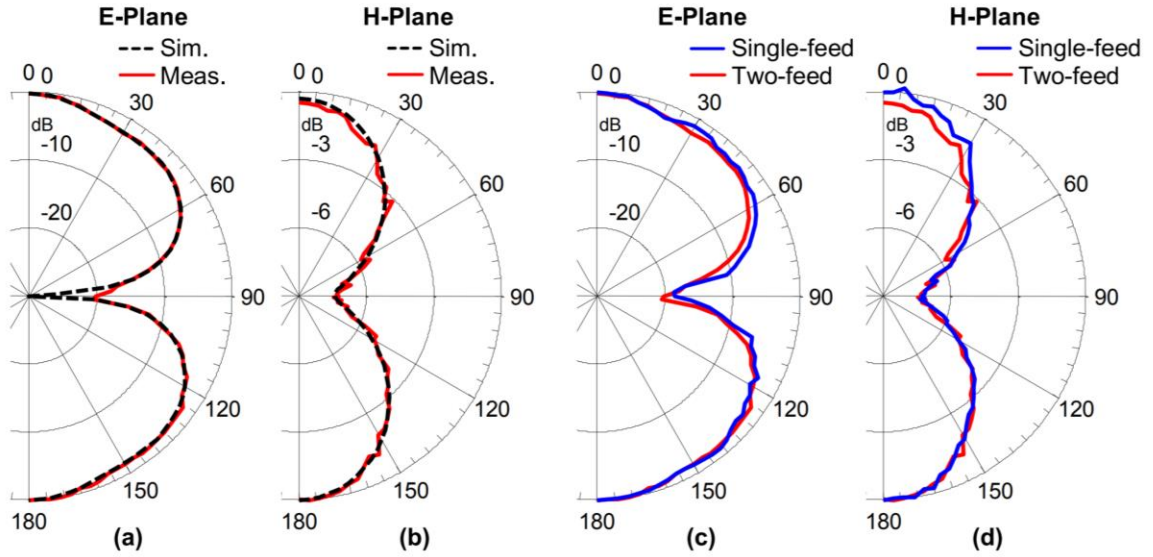 E-Plane
Sim.
Meas.
0 0
30
dB
-10
60
-20
90
120
150
180
(a)
H-Plane
Sim.
Meas.
0 0
30
dB
-3
60
-6
90
120
150
180
(b)
E-Plane
Single-feed
Two-feed
0 0
30
dB
-10
60
-20
90
120
150
180
(c)
H-Plane
Single-feed
Two-feed
0 0
30
dB
-3
60
-6
90
120
150
180
(d)